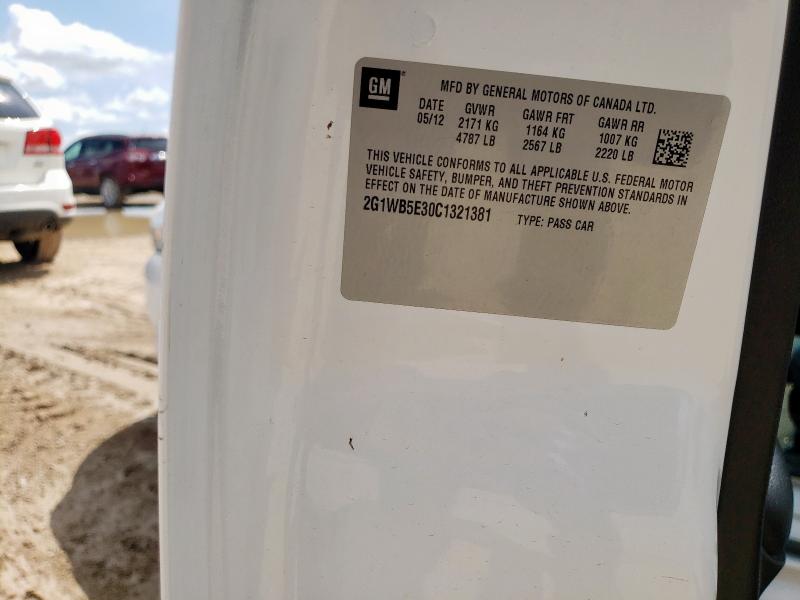 GM
MFD BY GENERAL MOTORS OF CANADA LTD.
DATE GVWR GAWR FRT GAWR RR
05/12 2171 KG 1164 KG 1007 KG
4787 LB 2567 LB 2220 LB
THIS VEHICLE CONFORMS TO ALL APPLICABLE U.S. FEDERAL MOTOR
VEHICLE SAFETY, BUMPER, AND THEFT PREVENTION STANDARDS IN
EFFECT ON THE DATE OF MANUFACTURE SHOWN ABOVE.
2G1WB5E30C1321381 TYPE: PASS CAR